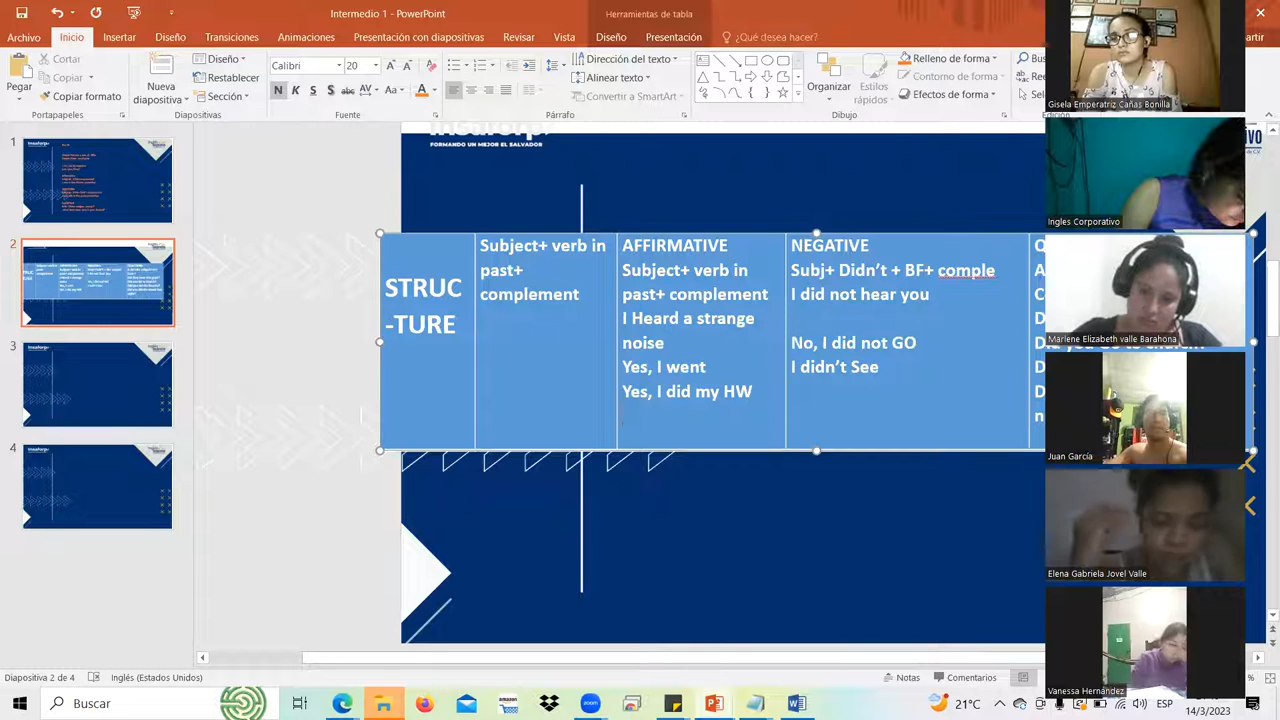 Intermediate 1 - PowerPoint
Herramientas de tabla
Archivo Inicio Insertar Diseño Transiciones Animaciones Presentación con diapositivas Revisar Vista Diseño Presentación ¿Qué desea hacer?
Pegar
Cortar
Copiar formato
Portapapeles
Nueva diapositiva
Diseño
Restablecer
Sección
Diapositivas
Calibri 20
Fuente
Dirección del texto
Alinear texto
Convertir a SmartArt
Párrafo
Organizar
Estilos rápidos
Relleno de forma
Contorno de forma
Efectos de forma
Dibujo
Edición
1
2
3
4
FORMANDO UN MEJOR EL SALVADOR
STRUC
-TURE
Subject+ verb in
past+
complement
AFFIRMATIVE
Subject+ verb in
past+ complement
I Heard a strange
noise
Yes, I went
Yes, I did my HW
NEGATIVE
Subj+ Didn’t + BF+ comple
I did not hear you
No, I did not GO
I didn’t See
Gisela Emperatriz Cañas Bonilla
Ingles Corporativo
Marlene Elizabeth valle Barahona
Juan García
Elena Gabriela Jovel Valle
Vanessa Hernández
Diapositiva 2 de 4 Inglés (Estados Unidos) Notas Comentarios
Buscar
21°C
ESP
14/3/2023